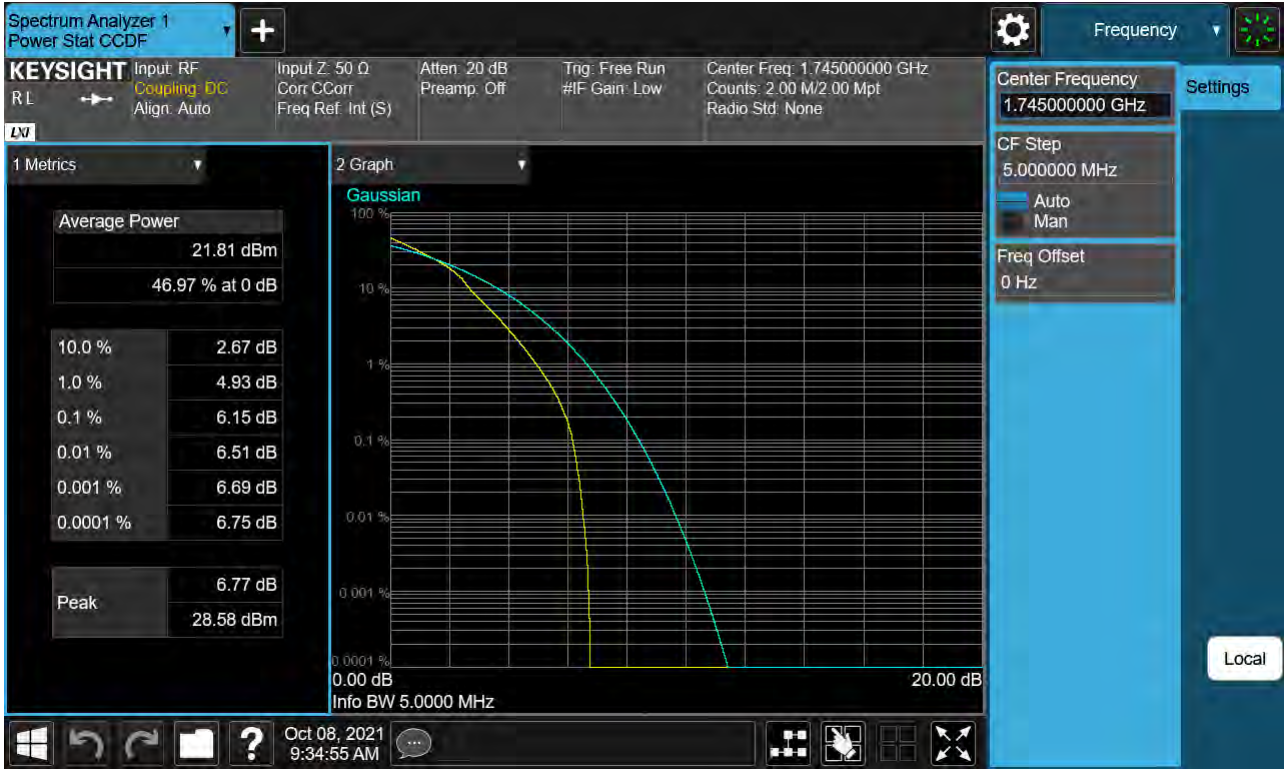 Spectrum Analyzer 1
Power Stat CCDF
Frequency
KEYSIGHT
R L
LXI
Input: RF
Coupling: DC
Align: Auto
Input Z: 50 Ω
Corr CCorr
Freq Ref: Int (S)
Atten: 20 dB
Preamp: Off
Trig: Free Run
#IF Gain: Low
Center Freq: 1.745000000 GHz
Counts: 2.00 M/2.00 Mpt
Radio Std: None
Center Frequency
1.745000000 GHz
Settings
CF Step
5.000000 MHz
Auto
Man
Freq Offset
0 Hz
Local
1 Metrics
Average Power
21.81 dBm
46.97 % at 0 dB
10.0 % 2.67 dB
1.0 % 4.93 dB
0.1 % 6.15 dB
0.01 % 6.51 dB
0.001 % 6.69 dB
0.0001 % 6.75 dB
Peak
6.77 dB
28.58 dBm
2 Graph
Gaussian
100 %
10 %
1 %
0.1 %
0.01 %
0.001 %
0.0001 %
0.00 dB 20.00 dB
Info BW 5.0000 MHz
?
Oct 08, 2021
9:34:55 AM